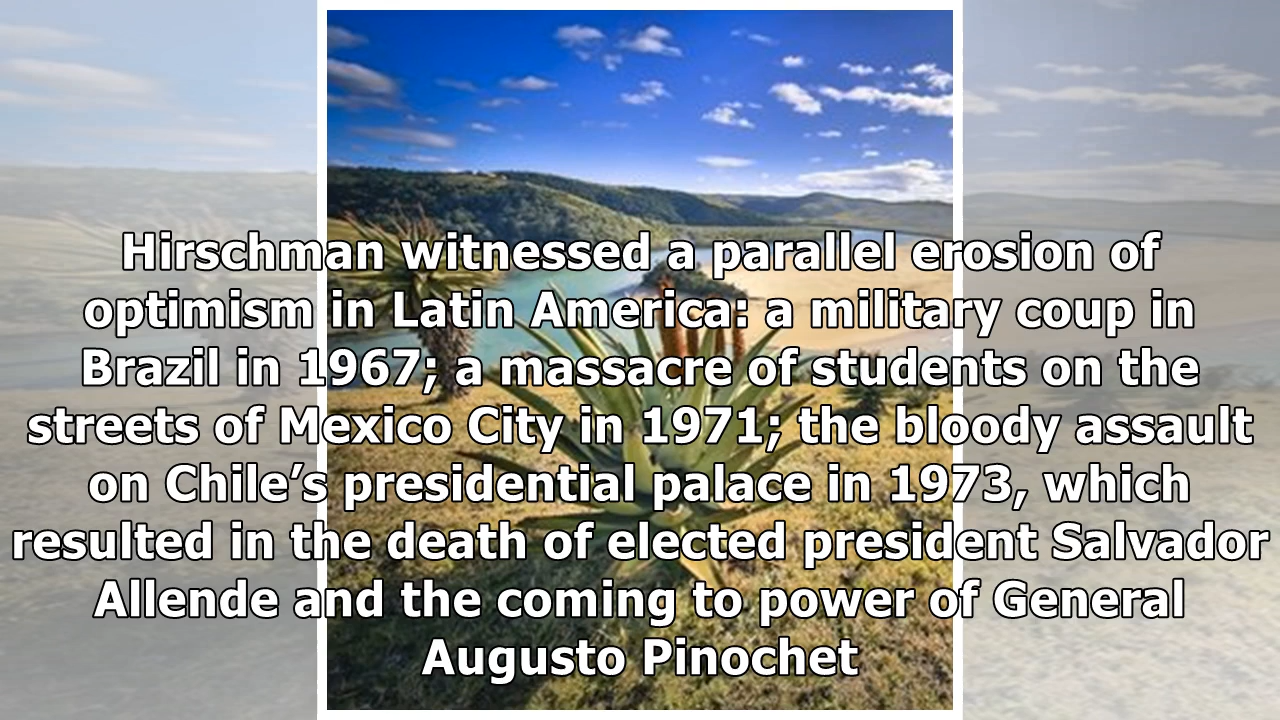 Hirschman witnessed a parallel erosion of
optimism in Latin America: a military coup in
Brazil in 1967; a massacre of students on the
streets of Mexico City in 1971; the bloody assault
on Chile’s presidential palace in 1973, which
resulted in the death of elected president Salvador
Allende and the coming to power of General
Augusto Pinochet